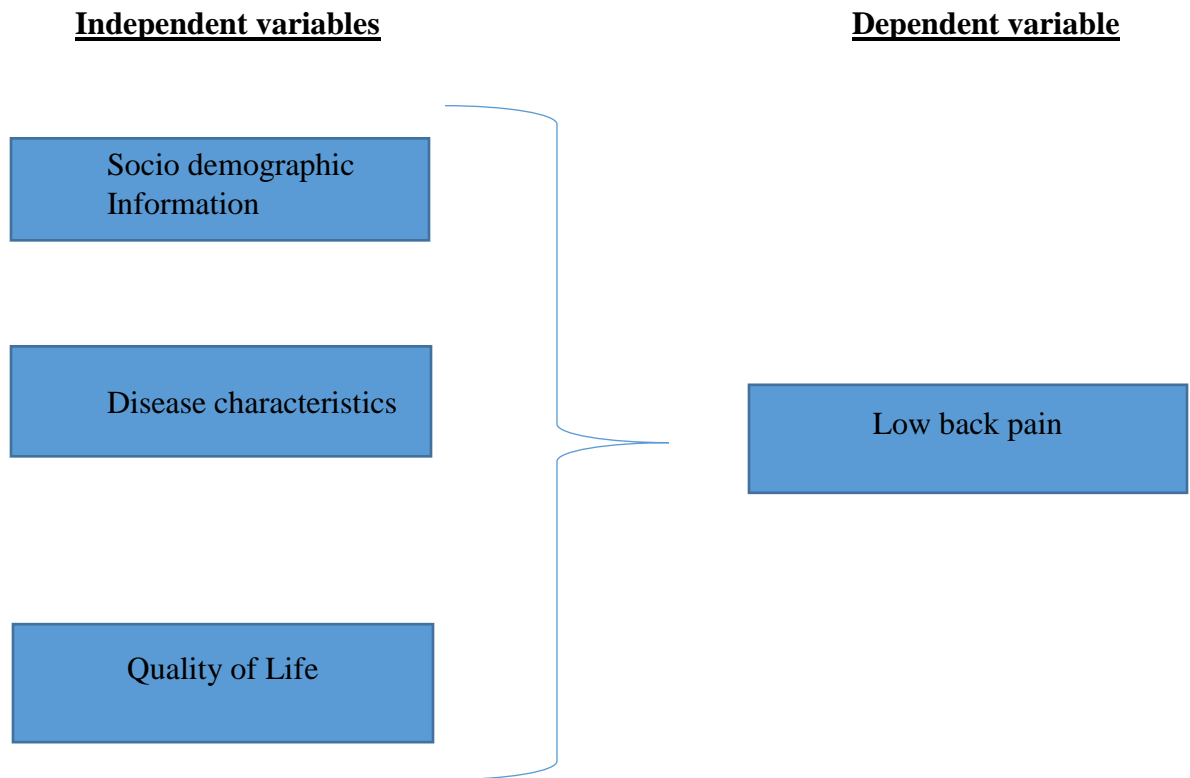 Independent variables
Dependent variable
Socio demographic
Information
Disease characteristics
Low back pain
Quality of Life